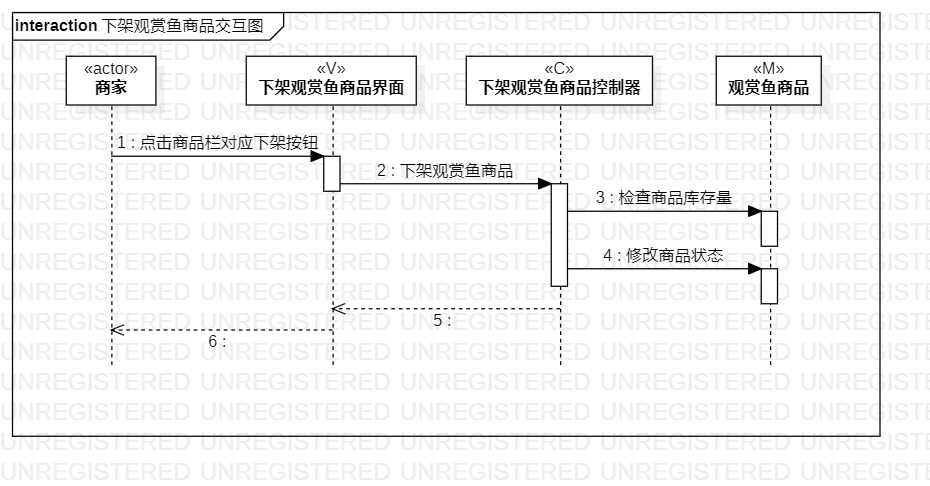 interaction 下架观赏鱼商品交互图
«actor»
商家
«V»
下架观赏鱼商品界面
«C»
下架观赏鱼商品控制器
«M»
观赏鱼商品
1 : 点击商品栏对应下架按钮
2 : 下架观赏鱼商品
3 : 检查商品库存量
4 : 修改商品状态
5 :
6 :
UNREGISTERED